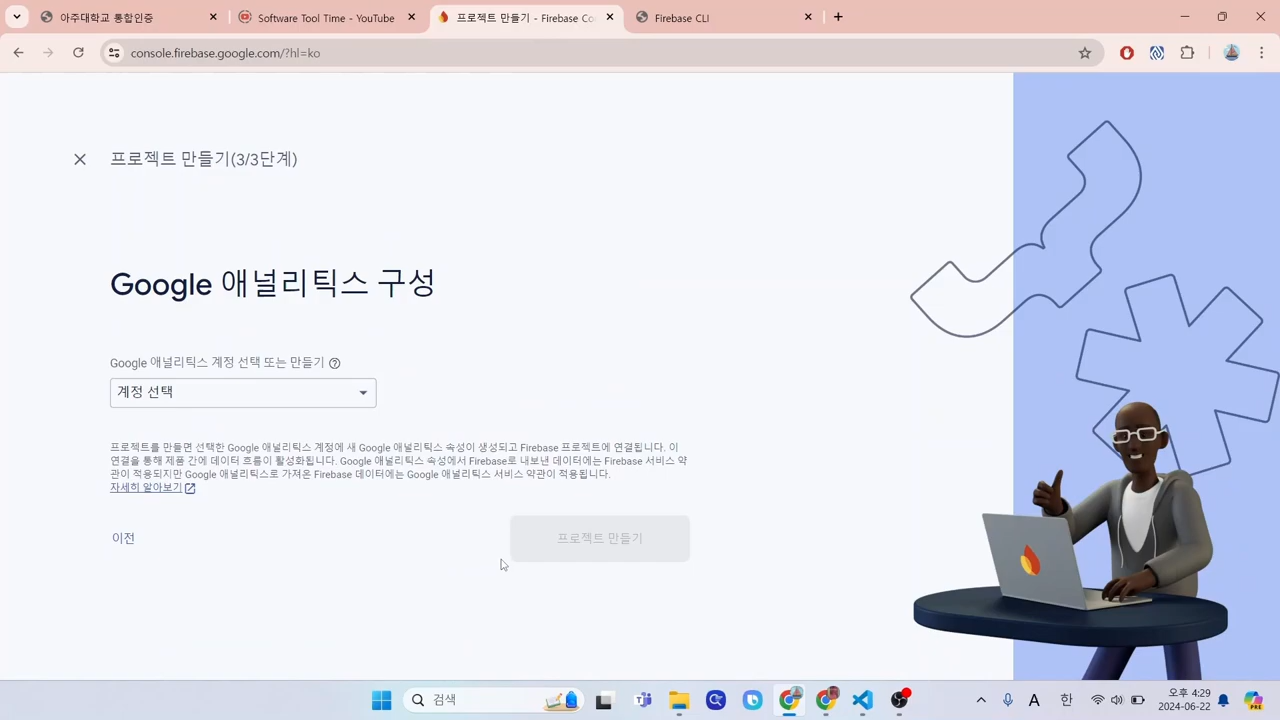 아주대학교 통합인증
Software Tool Time - YouTube
프로젝트 만들기 - Firebase Co
Firebase CLI
console.firebase.google.com/?hl=ko
프로젝트 만들기(3/3단계)
Google 애널리틱스 구성
Google 애널리틱스 계정 선택 또는 만들기
계정 선택
프로젝트를 만들면 선택한 Google 애널리틱스 계정에 새 Google 애널리틱스 속성이 생성되고 Firebase 프로젝트에 연결됩니다. 이
연결을 통해 제품 간에 데이터 흐름이 활성화됩니다. Google 애널리틱스 속성에서 Firebase로 내보낸 데이터에는 Firebase 서비스 약
관이 적용되지만 Google 애널리틱스로 가져온 Firebase 데이터에는 Google 애널리틱스 서비스 약관이 적용됩니다.
자세히 알아보기
이전
프로젝트 만들기
검색
A
한
오후 4:29
2024-06-22
PRE